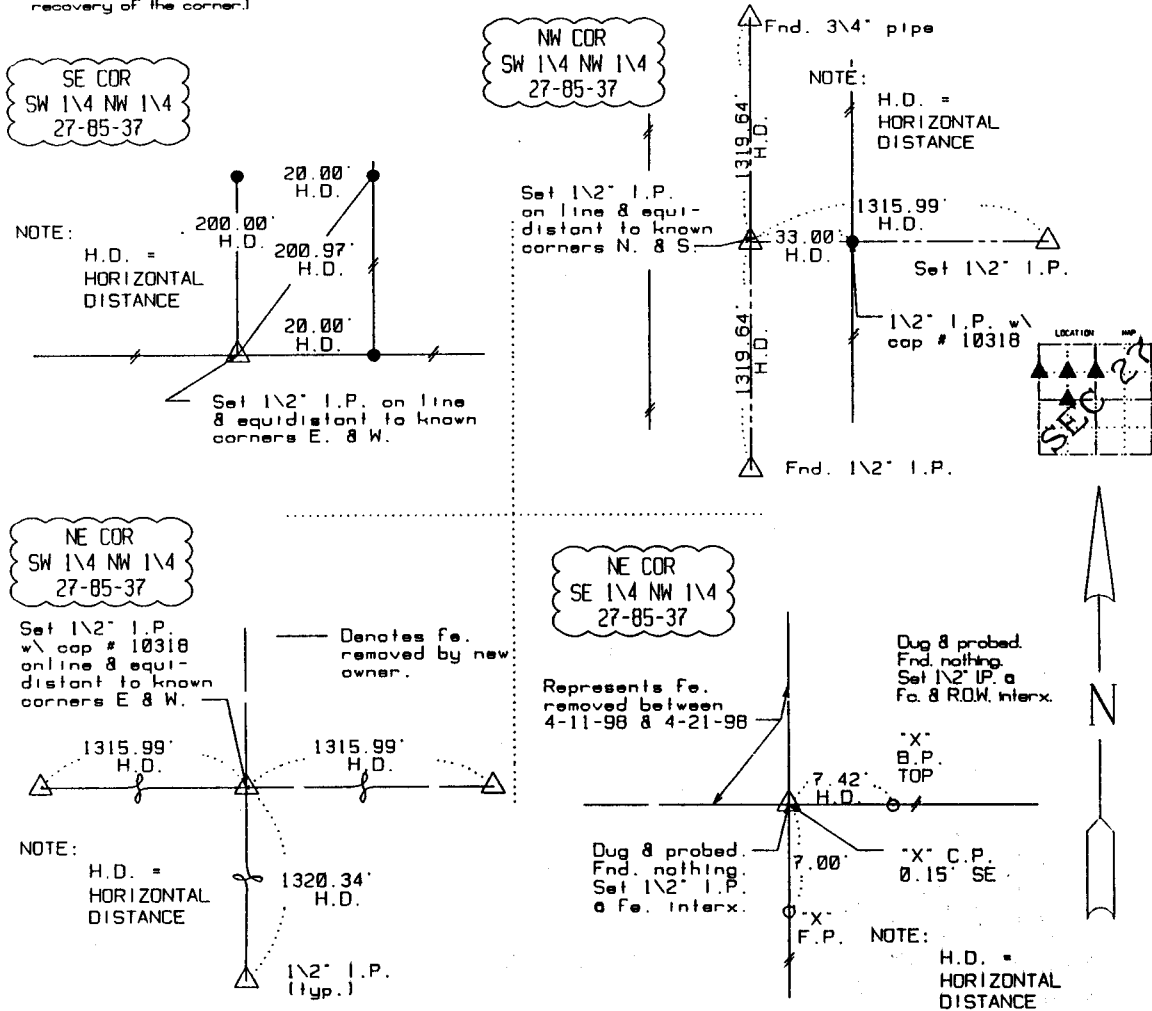 recovery of the corner.)
SE COR
SW 1\4 NW 1\4
27-85-37
20.00'
H.D.
200.00'
H.D.
200.97'
H.D.
NOTE:
H.D. =
HORIZONTAL
DISTANCE
20.00'
H.D.
Set 1\2" I.P. on line
& equidistant to known
corners E. & W.
NW COR
SW 1\4 NW 1\4
27-85-37
Fnd. 3\4" pipe
NOTE:
H.D. =
HORIZONTAL
DISTANCE
1319.64'
H.D.
Set 1\2" I.P.
on line & equi-
distant to known
corners N. & S.
1315.99'
H.D.
33.00'
H.D.
Set 1\2" I.P.
1\2" I.P. w\
cap # 10318
1319.64'
H.D.
Fnd. 1\2" I.P.
LOCATION MAP
SEC 27
NE COR
SW 1\4 NW 1\4
27-85-37
Set 1\2" I.P.
w\ cap # 10318
online & equi-
distant to known
corners E & W.
Denotes fe.
removed by new
owner.
1315.99'
H.D.
1315.99'
H.D.
NOTE:
H.D. =
HORIZONTAL
DISTANCE
1320.34'
H.D.
1\2" I.P.
(typ.)
NE COR
SE 1\4 NW 1\4
27-85-37
Represents Fe.
removed between
4-11-98 & 4-21-98
Dug & probed.
Fnd. nothing.
Set 1\2" IP. @
Fc. & R.O.W. interx.
"X"
B.P.
TOP
7.42'
H.D.
Dug & probed.
Fnd. nothing.
Set 1\2" I.P.
@ Fe. interx.
7.00'
"X" C.P.
0.15' SE
"X"
F.P.
NOTE:
H.D. =
HORIZONTAL
DISTANCE
N